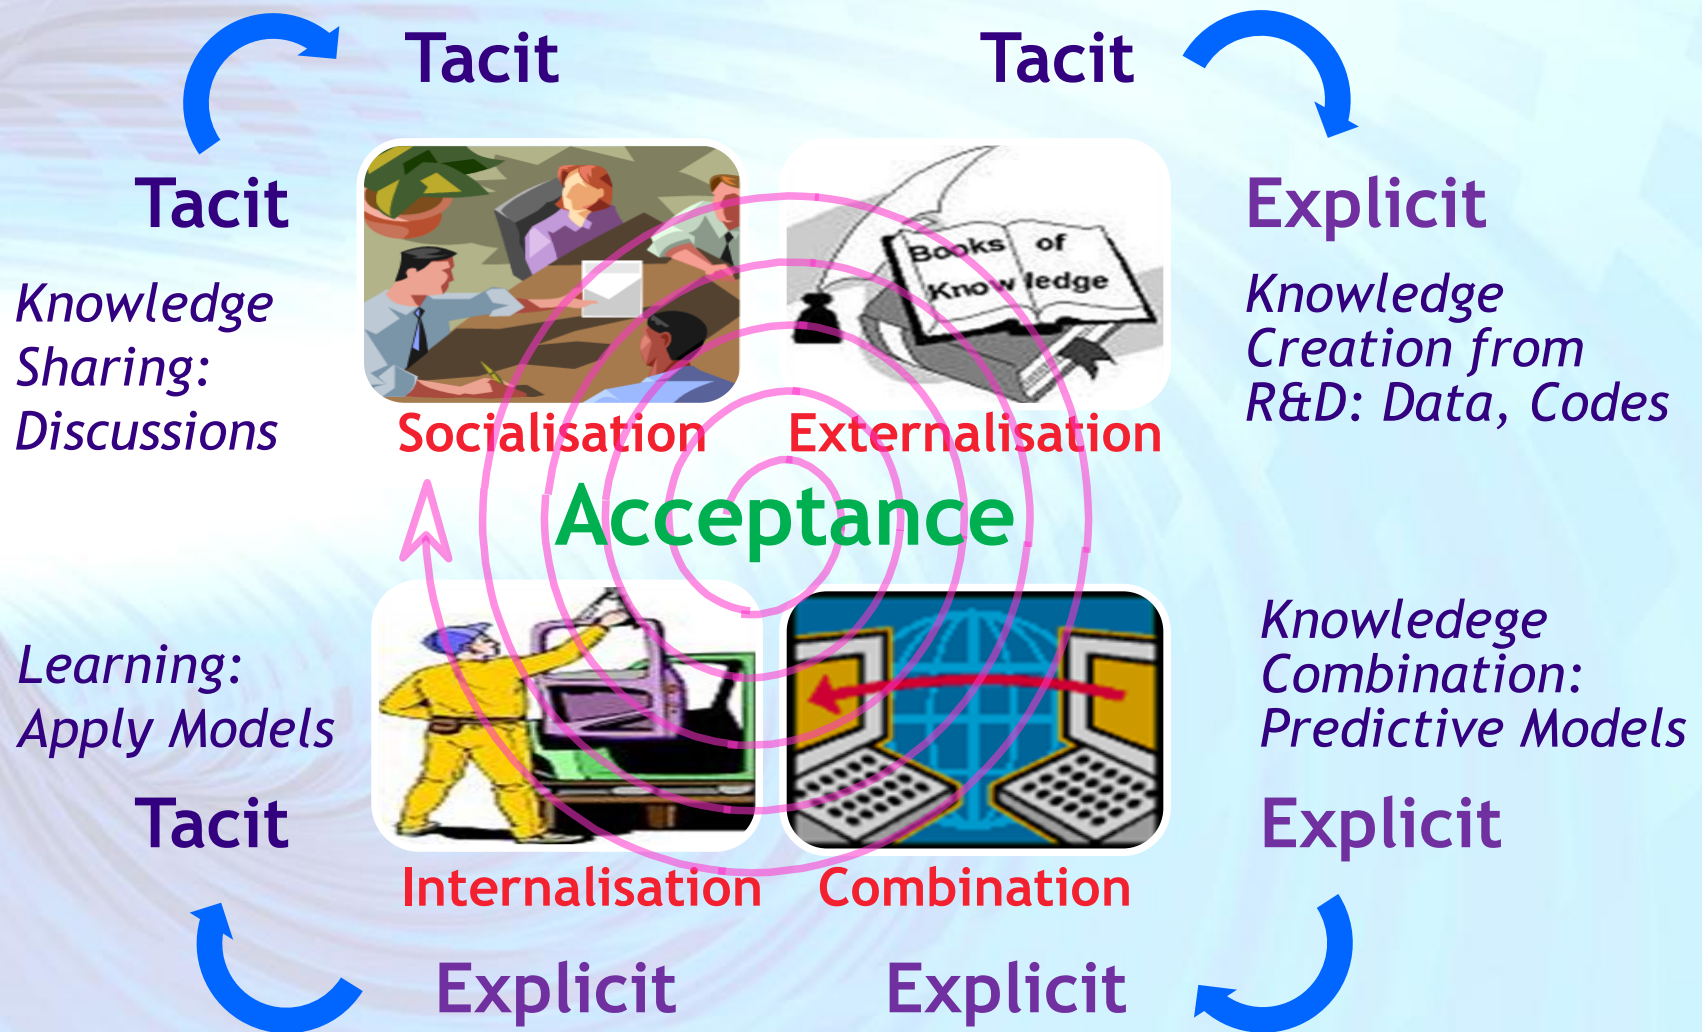 Tacit
Tacit
Tacit
Explicit
Knowledge
Sharing:
Discussions
Books of
Knowledge
Knowledge
Creation from
R&D: Data, Codes
Socialisation
Externalisation
Acceptance
Learning:
Apply Models
Knowledege
Combination:
Predictive Models
Tacit
Explicit
Internalisation
Combination
Explicit
Explicit